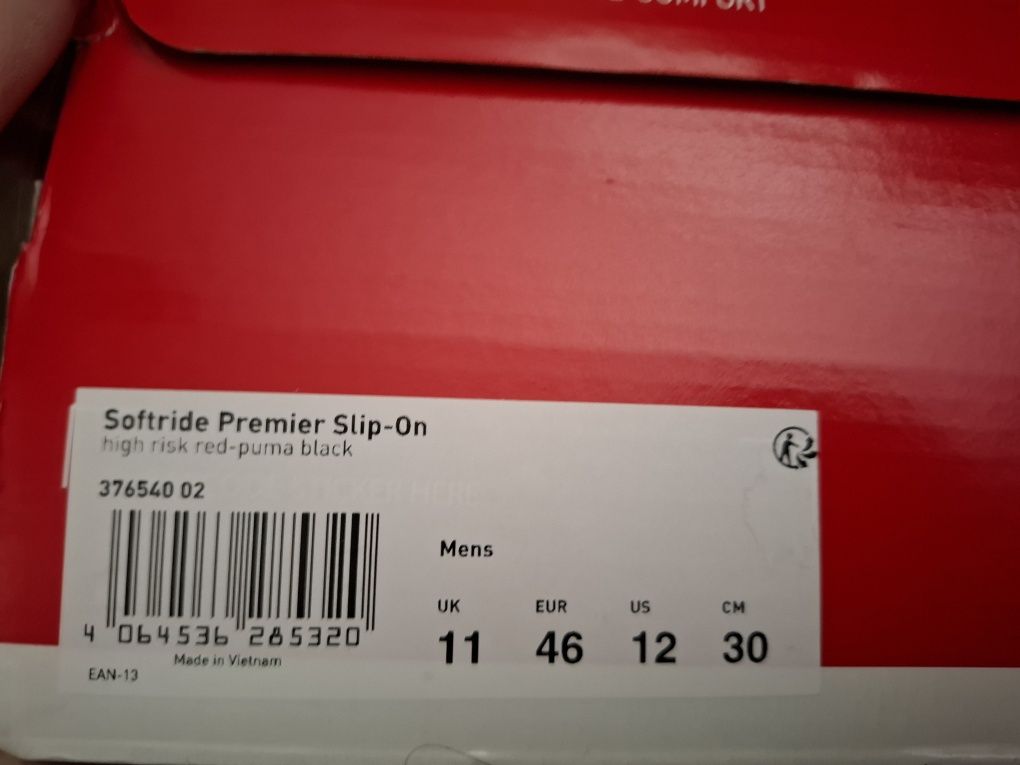 COMFORT
Softride Premier Slip-On
high risk red-puma black
376540 02
Mens
UK EUR US CM
11 46 12 30
4 064536 285320
Made in Vietnam
EAN-13